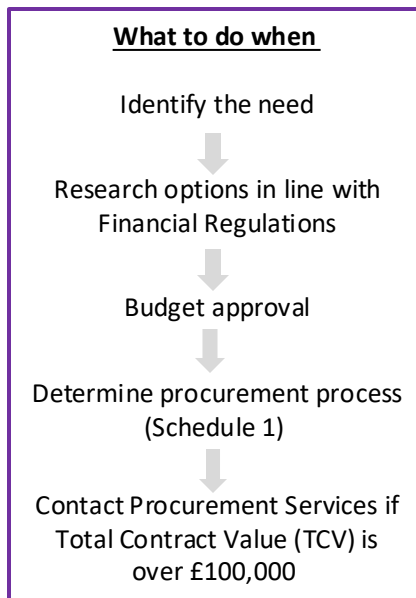 What to do when
Identify the need
Research options in line with
Financial Regulations
Budget approval
Determine procurement process
(Schedule 1)
Contact Procurement Services if
Total Contract Value (TCV) is
over £100,000